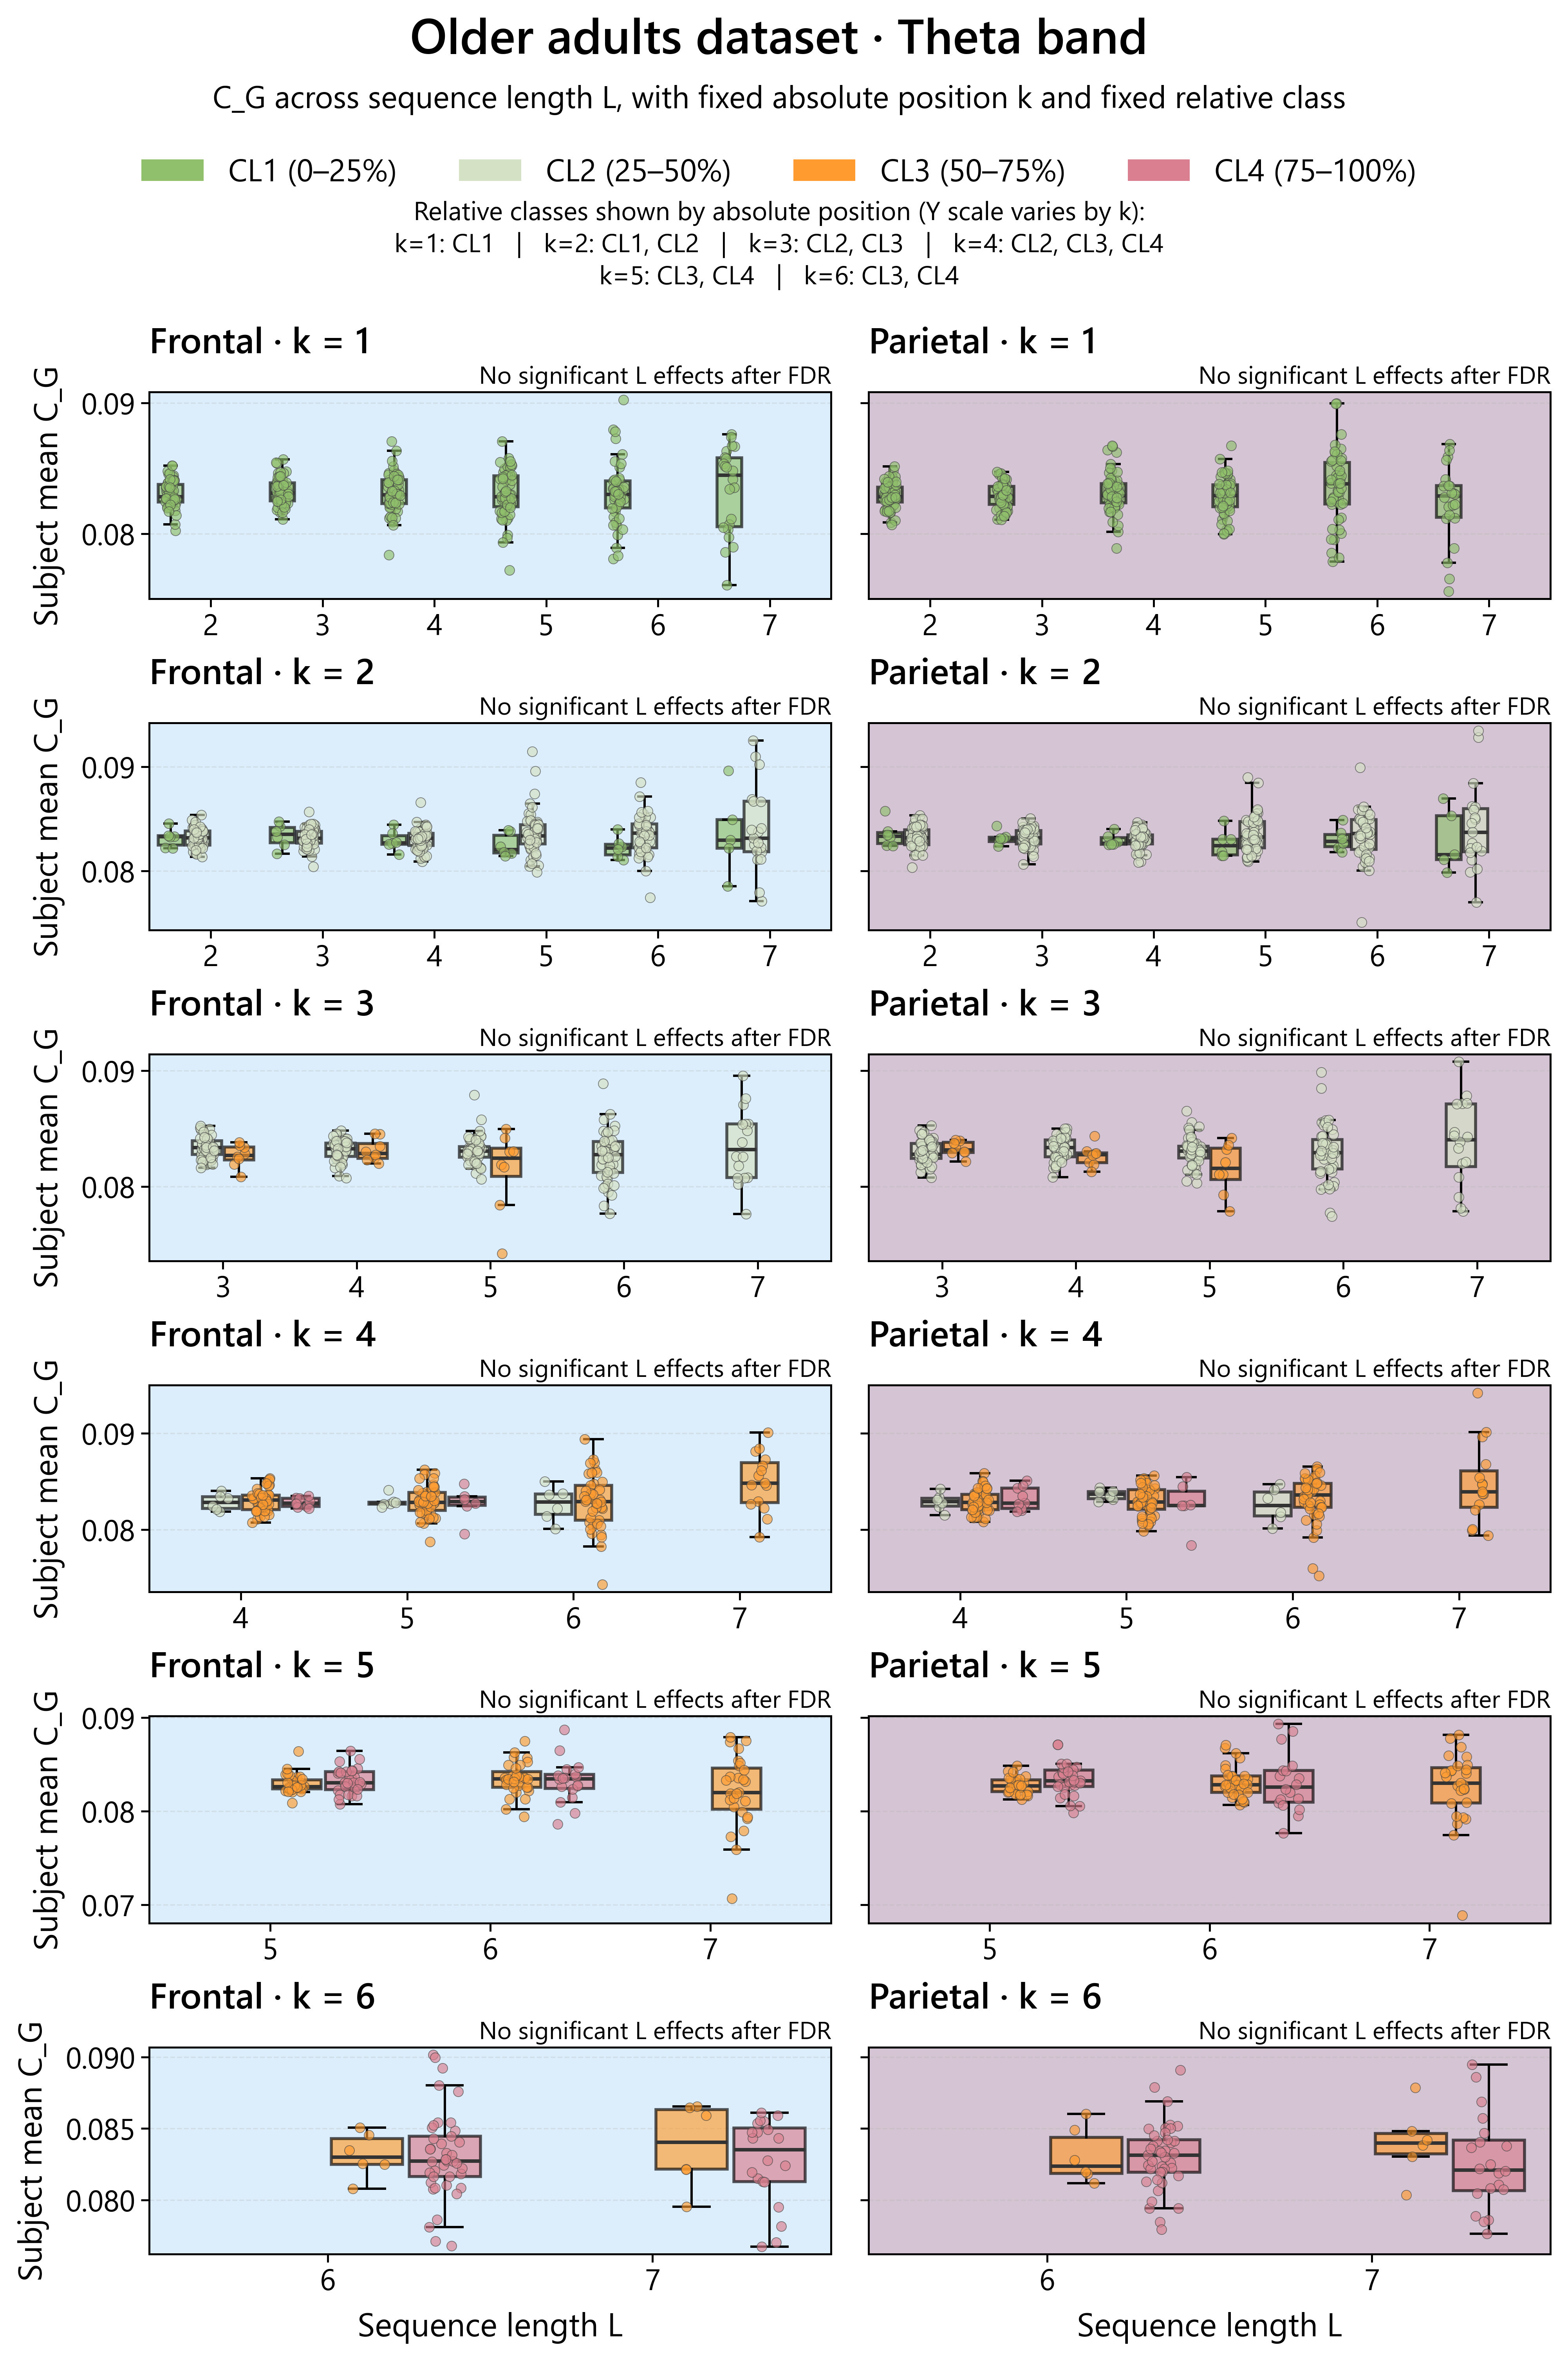 Older adults dataset · Theta band
C_G across sequence length L, with fixed absolute position k and fixed relative class
CL1 (0–25%) CL2 (25–50%) CL3 (50–75%) CL4 (75–100%)
Relative classes shown by absolute position (Y scale varies by k):
k=1: CL1 | k=2: CL1, CL2 | k=3: CL2, CL3 | k=4: CL2, CL3, CL4
k=5: CL3, CL4 | k=6: CL3, CL4
Frontal · k = 1
No significant L effects after FDR
Subject mean C_G
0.09
0.08
2 3 4 5 6 7
Parietal · k = 1
No significant L effects after FDR
2 3 4 5 6 7
Frontal · k = 2
No significant L effects after FDR
Subject mean C_G
0.09
0.08
2 3 4 5 6 7
Parietal · k = 2
No significant L effects after FDR
2 3 4 5 6 7
Frontal · k = 3
No significant L effects after FDR
Subject mean C_G
0.09
0.08
3 4 5 6 7
Parietal · k = 3
No significant L effects after FDR
3 4 5 6 7
Frontal · k = 4
No significant L effects after FDR
Subject mean C_G
0.09
0.08
4 5 6 7
Parietal · k = 4
No significant L effects after FDR
4 5 6 7
Frontal · k = 5
No significant L effects after FDR
Subject mean C_G
0.09
0.08
0.07
5 6 7
Parietal · k = 5
No significant L effects after FDR
5 6 7
Frontal · k = 6
No significant L effects after FDR
Subject mean C_G
0.090
0.085
0.080
6 7
Sequence length L
Parietal · k = 6
No significant L effects after FDR
6 7
Sequence length L